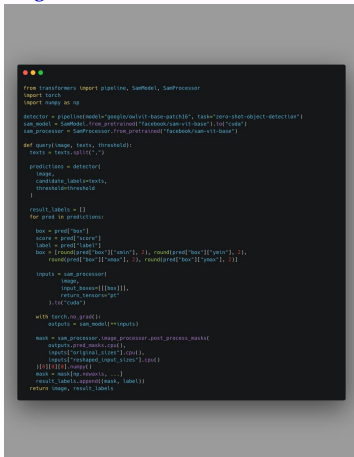 from transformers import pipeline, SamModel, SamProcessor
import torch
import numpy as np

detector = pipeline(model="google/owlvit-base-patch16", task="zero-shot-object-detection")
sam_model = SamModel.from_pretrained("facebook/sam-vit-base").to("cuda")
sam_processor = SamProcessor.from_pretrained("facebook/sam-vit-base")

def query(image, texts, threshold):
  texts = texts.split(",")

  predictions = detector(
    image,
    candidate_labels=texts,
    threshold=threshold
  )

  result_labels = []
  for pred in predictions:

    box = pred["box"]
    score = pred["score"]
    label = pred["label"]
    box = [round(pred["box"]["xmin"], 2), round(pred["box"]["ymin"], 2),
        round(pred["box"]["xmax"], 2), round(pred["box"]["ymax"], 2)]

    inputs = sam_processor(
            image,
            input_boxes=[[[box]]],
            return_tensors="pt"
        ).to("cuda")

    with torch.no_grad():
        outputs = sam_model(**inputs)

    mask = sam_processor.image_processor.post_process_masks(
        outputs.pred_masks.cpu(),
        inputs["original_sizes"].cpu(),
        inputs["reshaped_input_sizes"].cpu()
    )[0][0][0].numpy()
    mask = mask[np.newaxis, ...]
    result_labels.append((mask, label))
  return image, result_labels